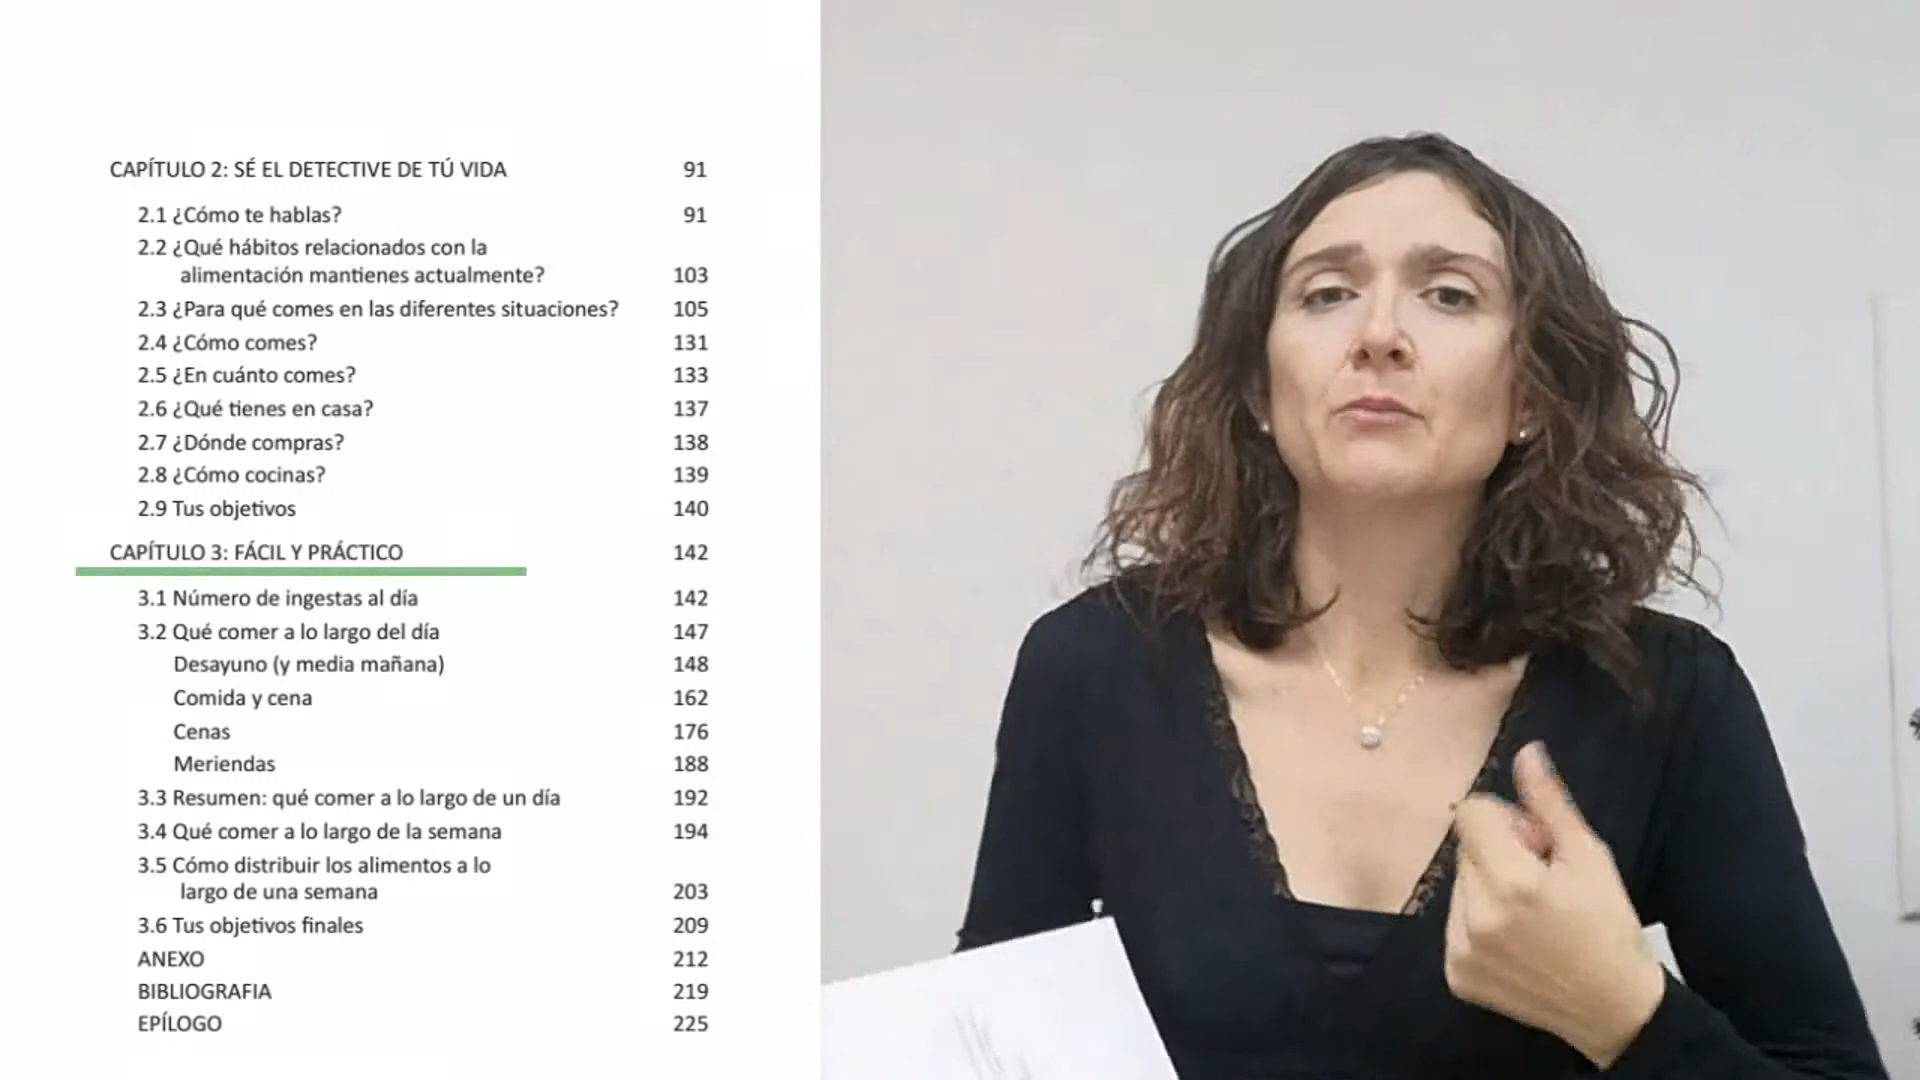 CAPÍTULO 2: SÉ EL DETECTIVE DE TÚ VIDA 91
2.1 ¿Cómo te hablas? 91
2.2 ¿Qué hábitos relacionados con la
alimentación mantienes actualmente? 103
2.3 ¿Para qué comes en las diferentes situaciones? 105
2.4 ¿Cómo comes? 131
2.5 ¿En cuánto comes? 133
2.6 ¿Qué tienes en casa? 137
2.7 ¿Dónde compras? 138
2.8 ¿Cómo cocinas? 139
2.9 Tus objetivos 140
CAPÍTULO 3: FÁCIL Y PRÁCTICO 142
3.1 Número de ingestas al día 142
3.2 Qué comer a lo largo del día 147
Desayuno (y media mañana) 148
Comida y cena 162
Cenas 176
Meriendas 188
3.3 Resumen: qué comer a lo largo de un día 192
3.4 Qué comer a lo largo de la semana 194
3.5 Cómo distribuir los alimentos a lo
largo de una semana 203
3.6 Tus objetivos finales 209
ANEXO 212
BIBLIOGRAFIA 219
EPÍLOGO 225